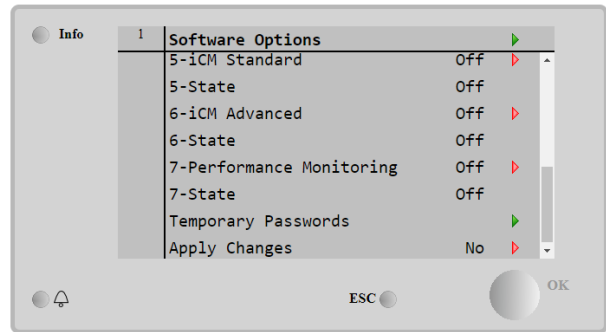 Info
1 Software Options
5-iCM Standard Off
5-State Off
6-iCM Advanced Off
6-State Off
7-Performance Monitoring Off
7-State Off
Temporary Passwords
Apply Changes No
ESC
OK